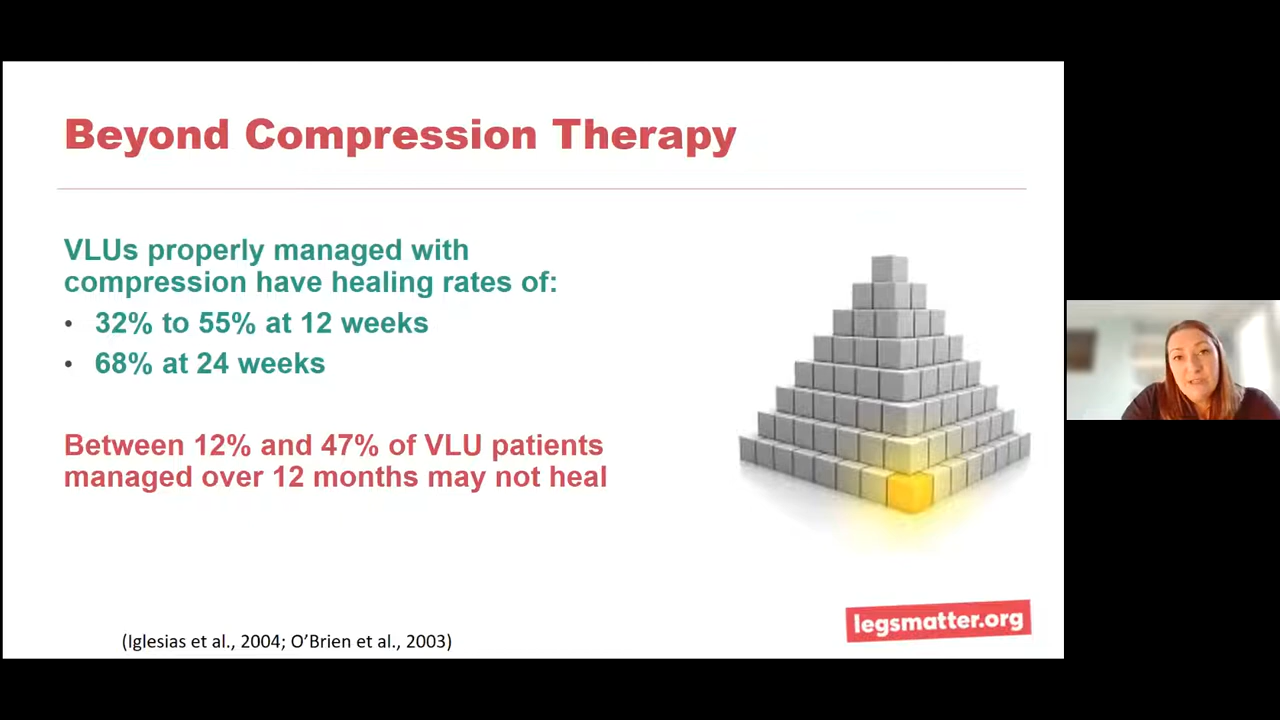 Beyond Compression Therapy
VLUs properly managed with
compression have healing rates of:
• 32% to 55% at 12 weeks
• 68% at 24 weeks
Between 12% and 47% of VLU patients
managed over 12 months may not heal
legsmatter.org
(Iglesias et al., 2004; O’Brien et al., 2003)